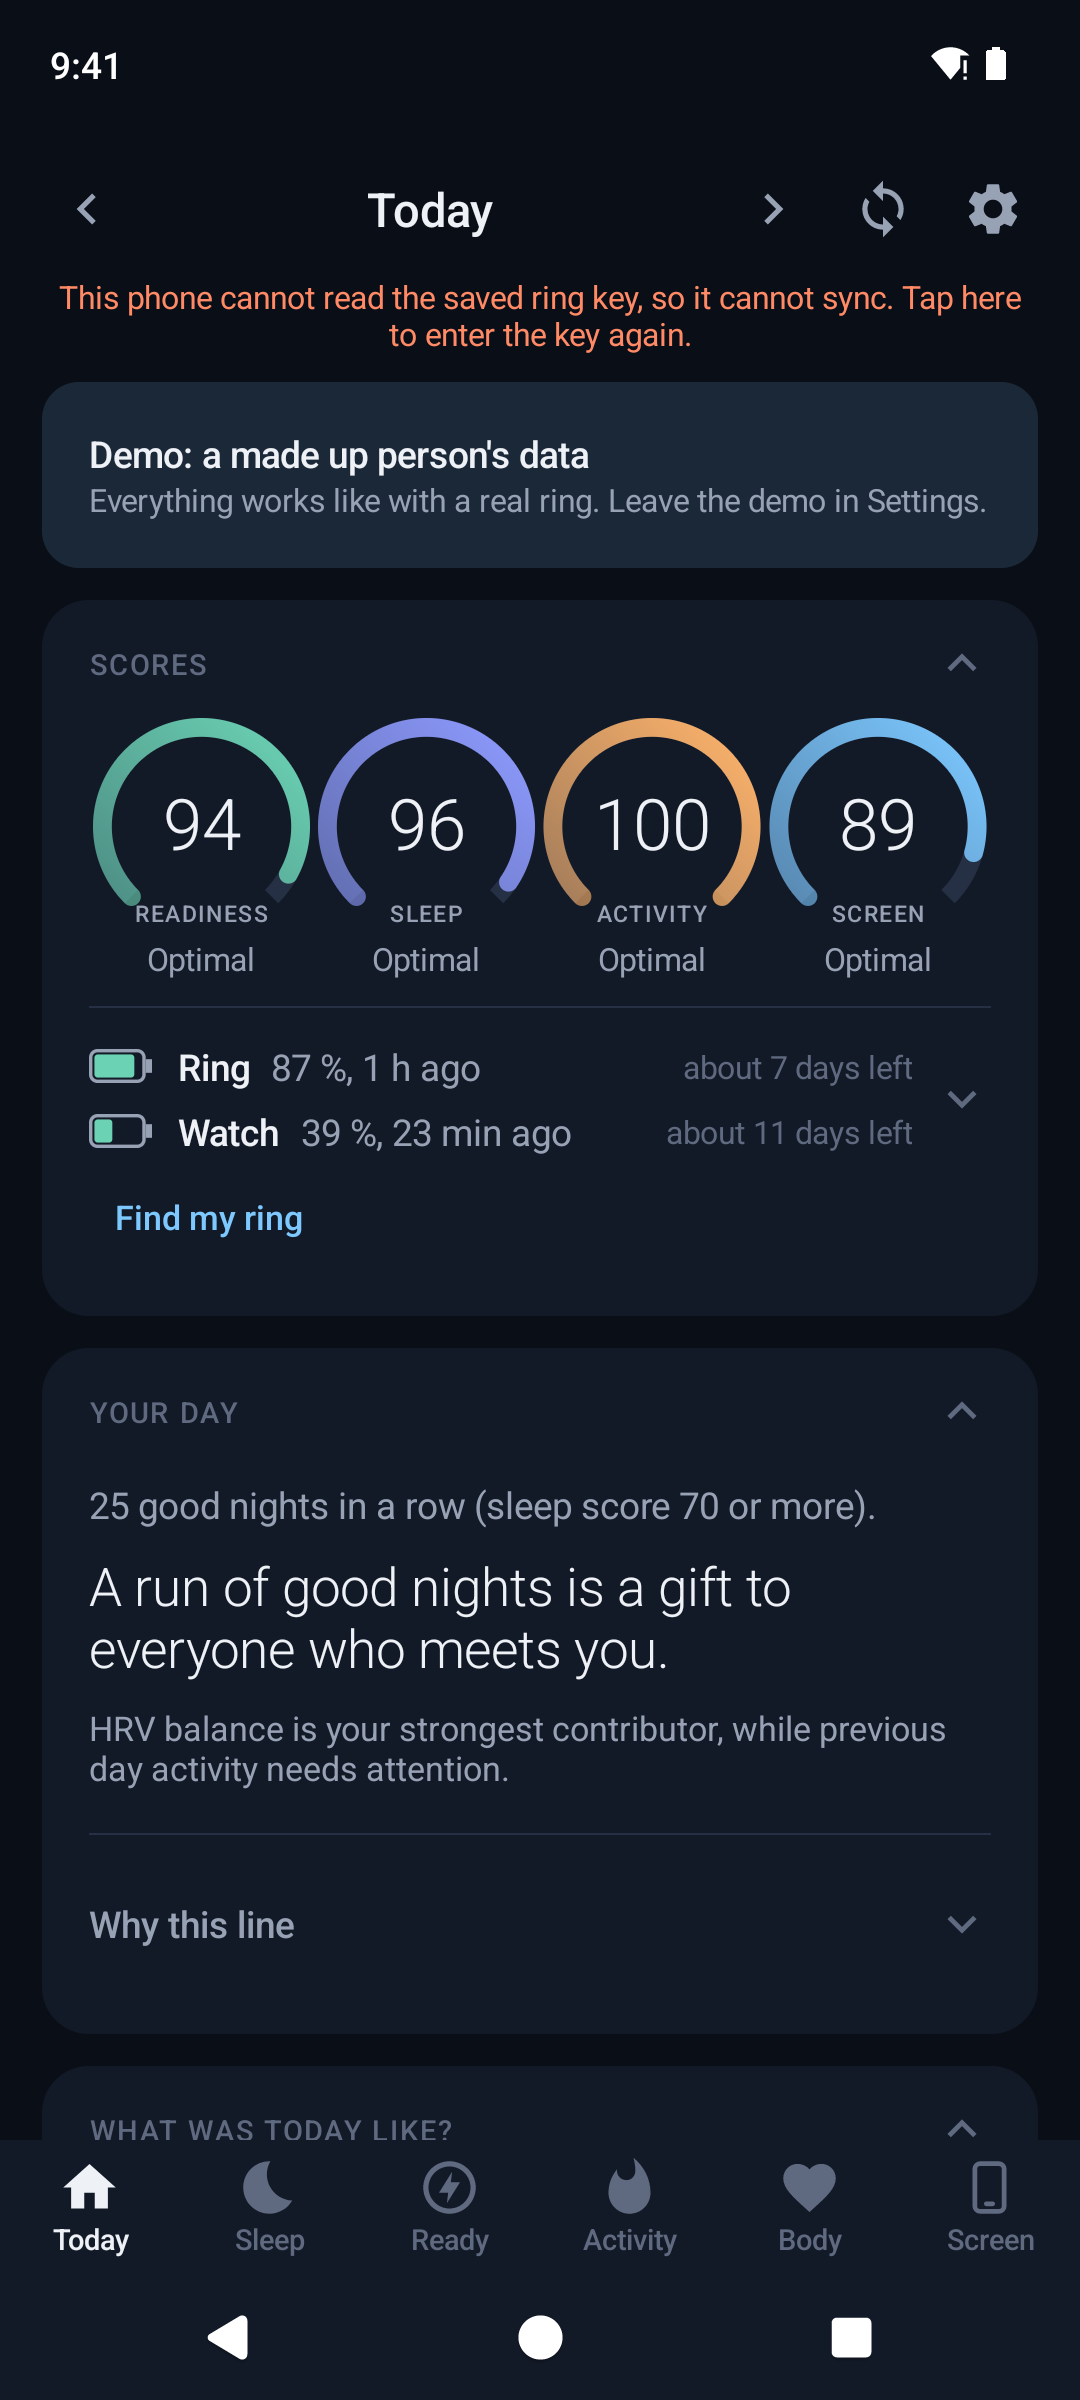 9:41
Today
This phone cannot read the saved ring key, so it cannot sync. Tap here
to enter the key again.
Demo: a made up person's data
Everything works like with a real ring. Leave the demo in Settings.
SCORES
94
96
100
89
READINESS
SLEEP
ACTIVITY
SCREEN
Optimal
Optimal
Optimal
Optimal
Ring 87 %, 1 h ago about 7 days left
Watch 39 %, 23 min ago about 11 days left
Find my ring
YOUR DAY
25 good nights in a row (sleep score 70 or more).
A run of good nights is a gift to
everyone who meets you.
HRV balance is your strongest contributor, while previous
day activity needs attention.
Why this line
WHAT WAS TODAY LIKE?
Today
Sleep
Ready
Activity
Body
Screen